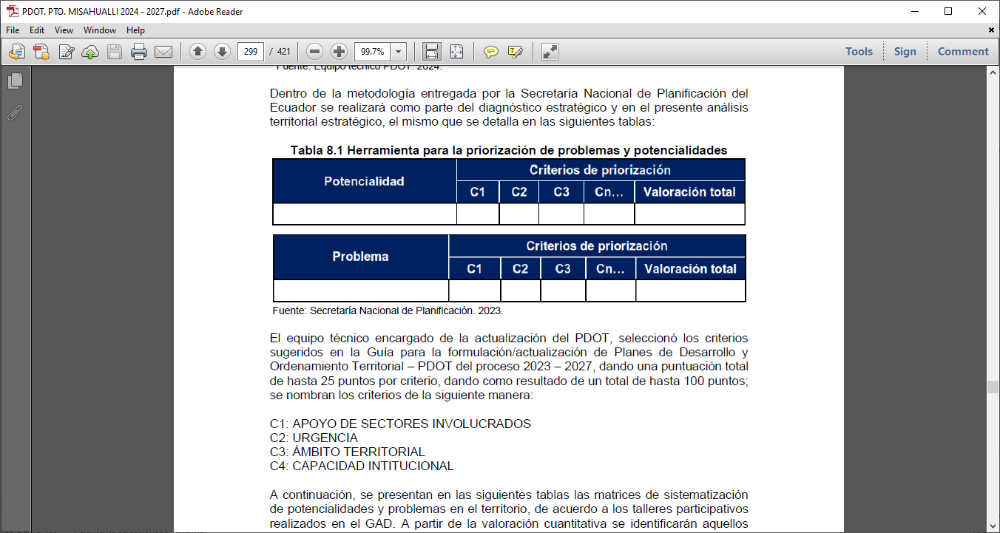 PDOT. PTO. MISAHUALLI 2024 - 2027.pdf - Adobe Reader
File Edit View Window Help
299 / 421 99.7% Tools Sign Comment
Fuente: Equipo técnico PDOT. 2024.
Dentro de la metodología entregada por la Secretaría Nacional de Planificación del
Ecuador se realizará como parte del diagnóstico estratégico y en el presente análisis
territorial estratégico, el mismo que se detalla en las siguientes tablas:
Tabla 8.1 Herramienta para la priorización de problemas y potencialidades
Potencialidad
Criterios de priorización
C1 C2 C3 Cn... Valoración total
Problema
Criterios de priorización
C1 C2 C3 Cn... Valoración total
Fuente: Secretaría Nacional de Planificación. 2023.
El equipo técnico encargado de la actualización del PDOT, seleccionó los criterios
sugeridos en la Guía para la formulación/actualización de Planes de Desarrollo y
Ordenamiento Territorial – PDOT del proceso 2023 – 2027, dando una puntuación total
de hasta 25 puntos por criterio, dando como resultado de un total de hasta 100 puntos;
se nombran los criterios de la siguiente manera:
C1: APOYO DE SECTORES INVOLUCRADOS
C2: URGENCIA
C3: ÁMBITO TERRITORIAL
C4: CAPACIDAD INTITUCIONAL
A continuación, se presentan en las siguientes tablas las matrices de sistematización
de potencialidades y problemas en el territorio, de acuerdo a los talleres participativos
realizados en el GAD. A partir de la valoración cuantitativa se identificarán aquellos